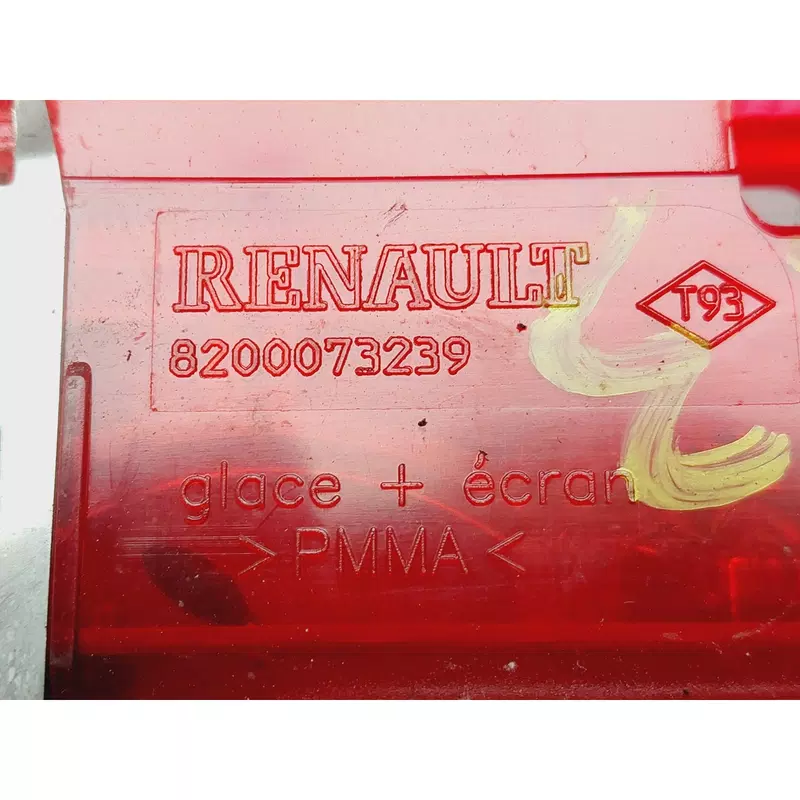 RENAULT
T93
8200073239
glace + écran
>PMMA<